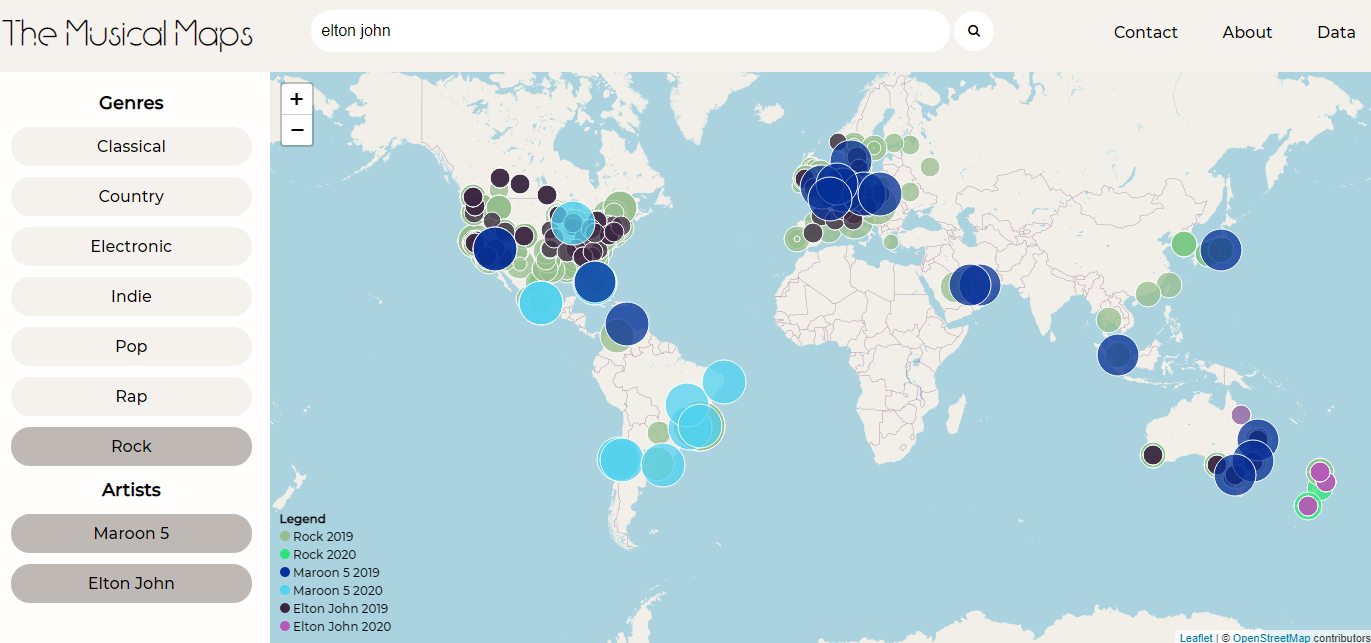 The Musical Maps
elton john
Contact
About
Data
Genres
Classical
Country
Electronic
Indie
Pop
Rap
Rock
Artists
Maroon 5
Elton John
+
−
Legend
Rock 2019
Rock 2020
Maroon 5 2019
Maroon 5 2020
Elton John 2019
Elton John 2020
Leaflet | © OpenStreetMap contributors